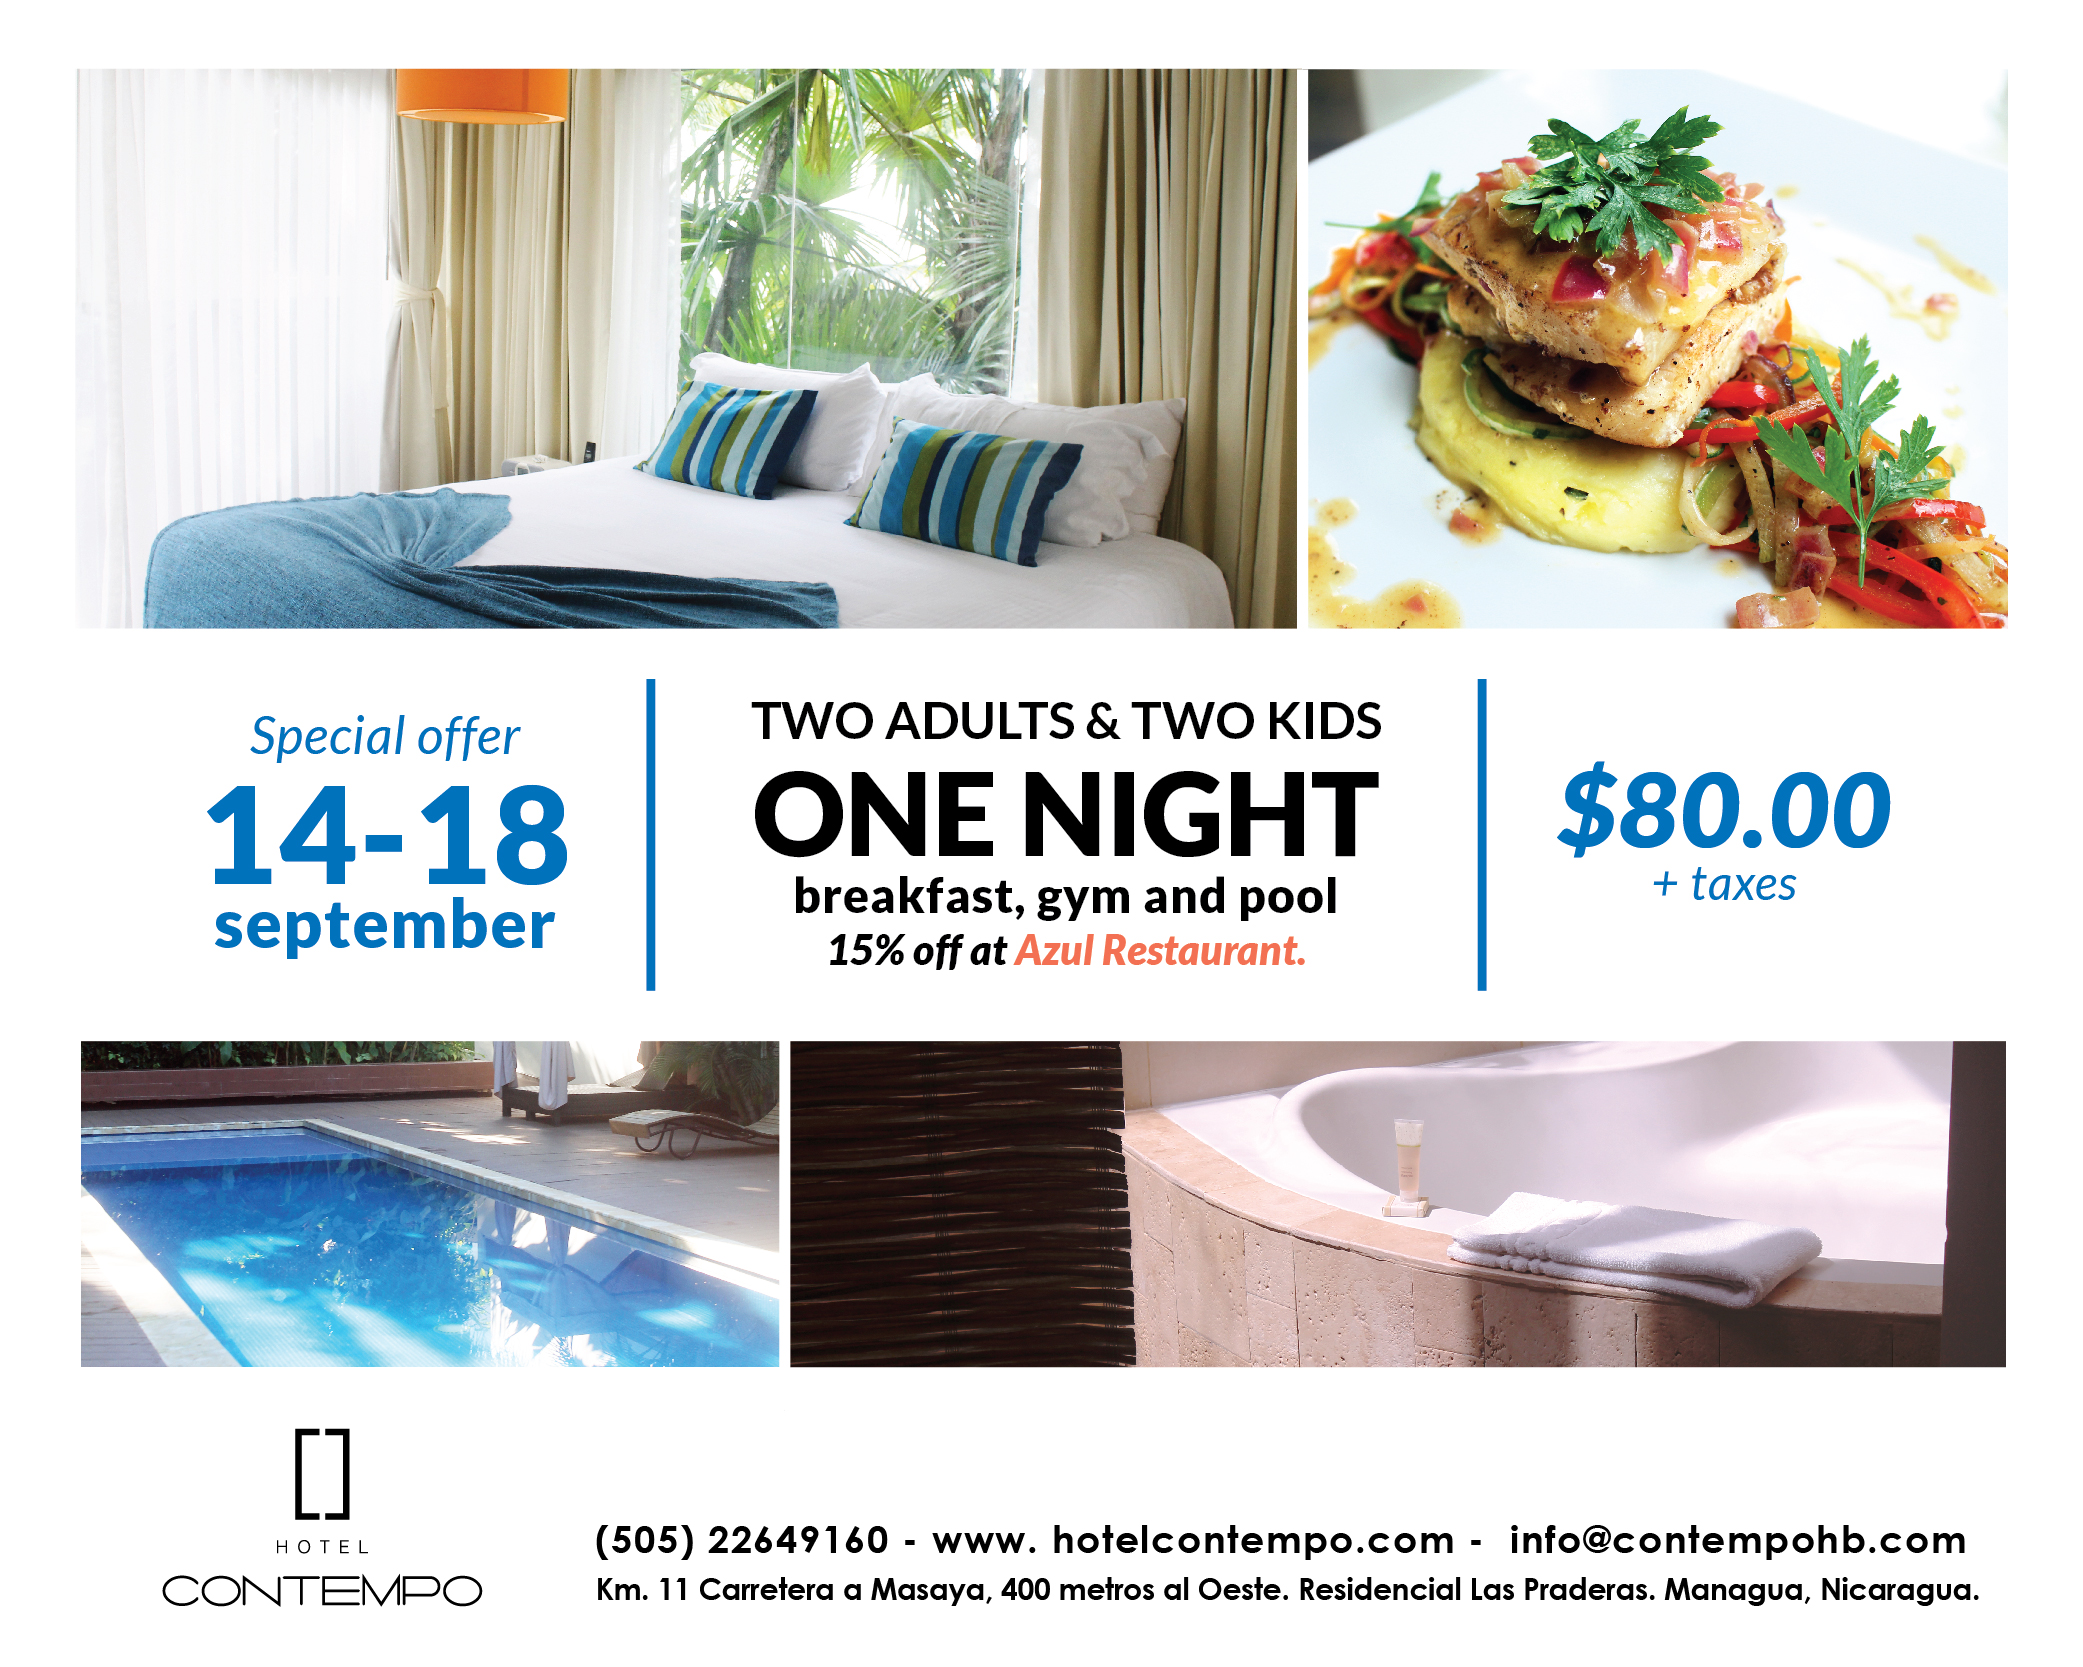 Special offer
14-18
september
TWO ADULTS & TWO KIDS
ONE NIGHT
breakfast, gym and pool
15% off at Azul Restaurant.
$80.00
+ taxes
HOTEL
CONTEMPO
(505) 22649160 - www. hotelcontempo.com - info@contempohb.com
Km. 11 Carretera a Masaya, 400 metros al Oeste. Residencial Las Praderas. Managua, Nicaragua.